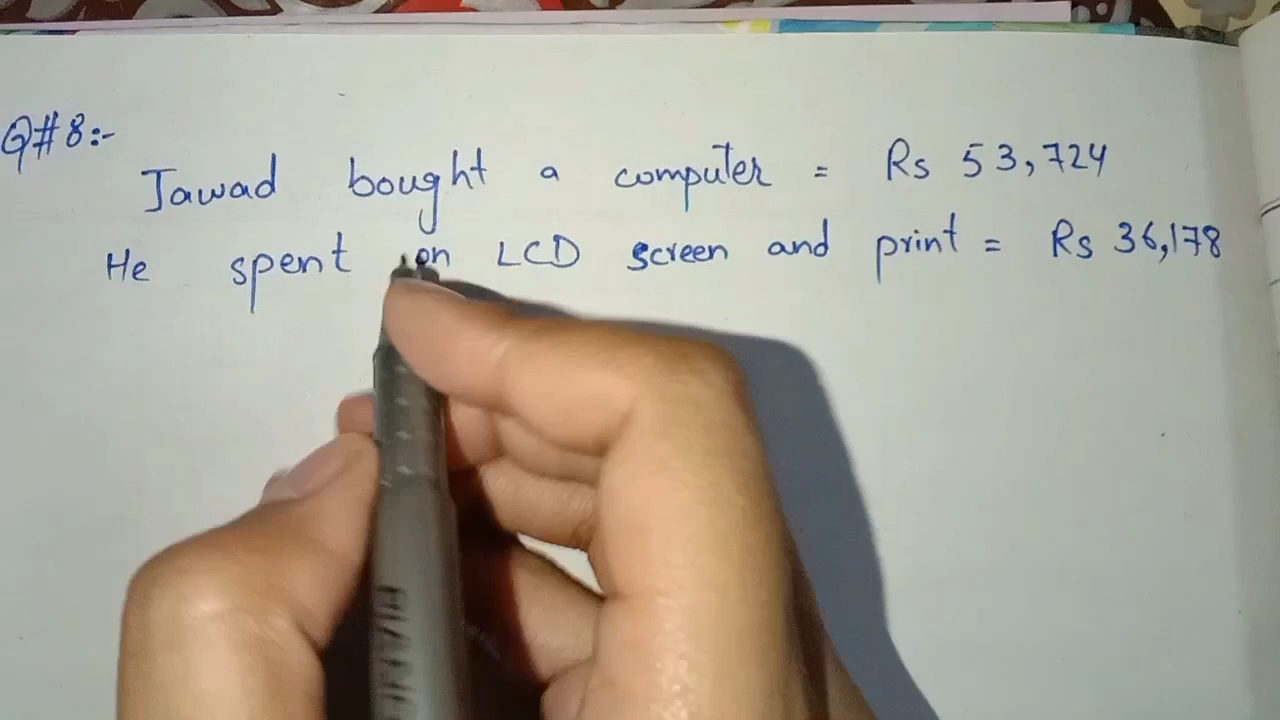 Q#8:-
Jawad bought a computer = Rs 53,724
He spent on LCD screen and print = Rs 36,178